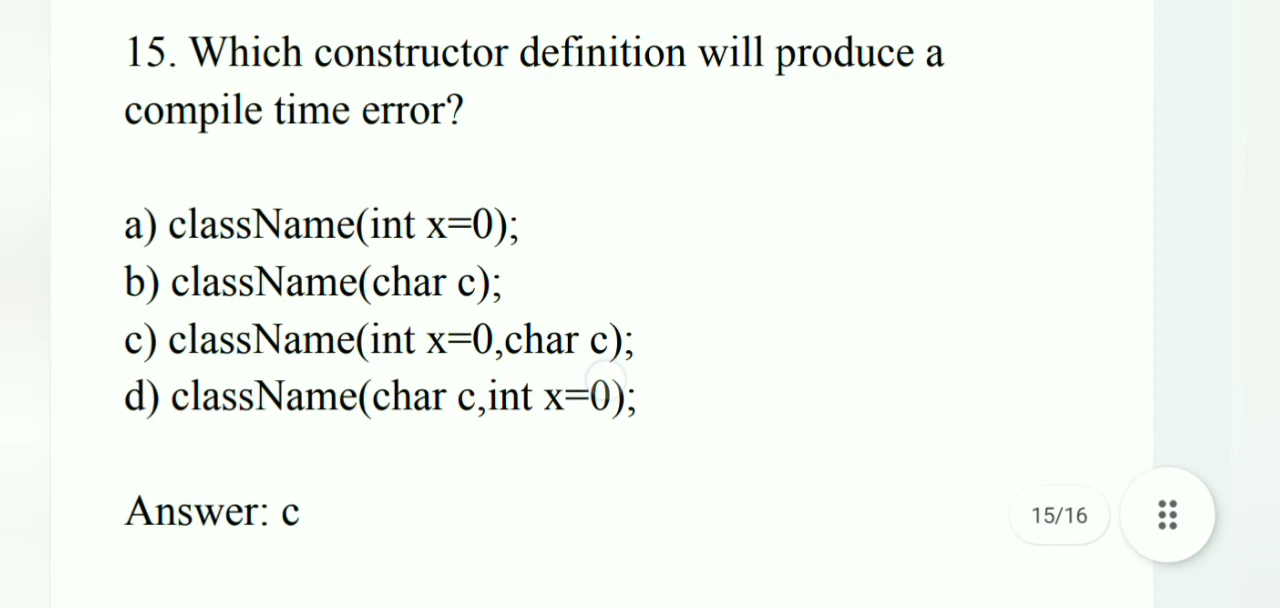 15. Which constructor definition will produce a
compile time error?
a) className(int x=0);
b) className(char c);
c) className(int x=0,char c);
d) className(char c,int x=0);
Answer: c
15/16